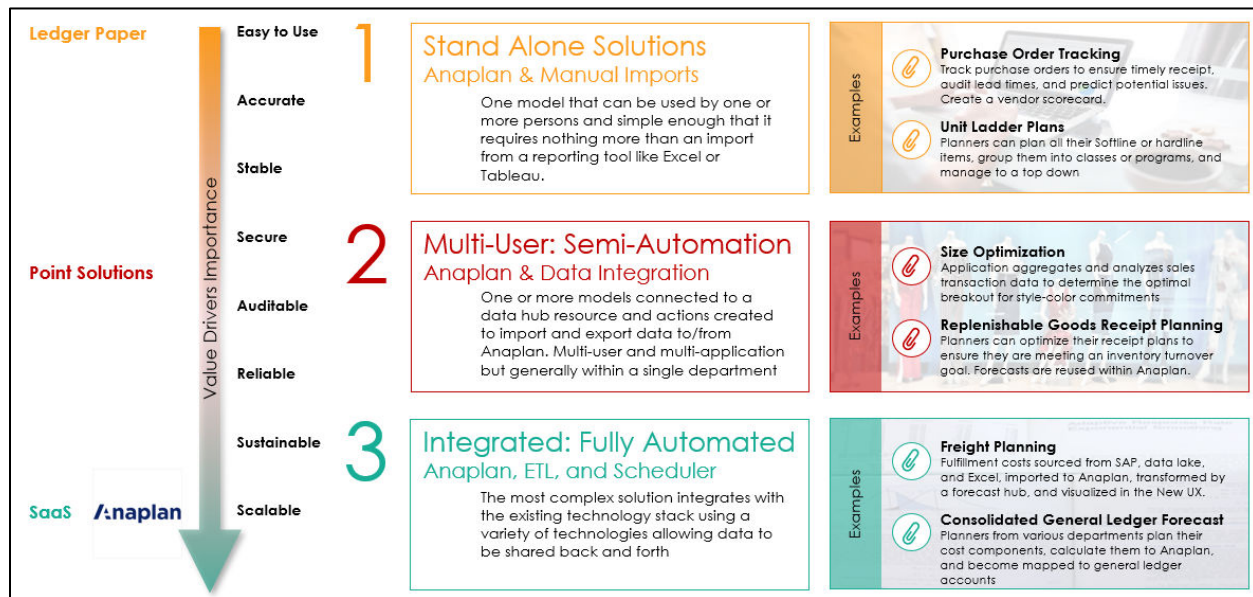 Ledger Paper
Point Solutions
SaaS
Anaplan
Value Drivers Importance
Easy to Use
Accurate
Stable
Secure
Auditable
Reliable
Sustainable
Scalable
1
Stand Alone Solutions
Anaplan & Manual Imports
One model that can be used by one or
more persons and simple enough that it
requires nothing more than an import
from a reporting tool like Excel or
Tableau.
Examples
Purchase Order Tracking
Track purchase orders to ensure timely receipt,
audit lead times, and predict potential issues.
Create a vendor scorecard.
Unit Ladder Plans
Planners can plan all their Softline or hardline
items, group them into classes or programs, and
manage to a top down
2
Multi-User: Semi-Automation
Anaplan & Data Integration
One or more models connected to a
data hub resource and actions created
to import and export data to/from
Anaplan. Multi-user and multi-application
but generally within a single department
Examples
Size Optimization
Application aggregates and analyzes sales
transaction data to determine the optimal
breakout for style-color commitments
Replenishable Goods Receipt Planning
Planners can optimize their receipt plans to
ensure they are meeting an inventory turnover
goal. Forecasts are reused within Anaplan.
3
Integrated: Fully Automated
Anaplan, ETL, and Scheduler
The most complex solution integrates with
the existing technology stack using a
variety of technologies allowing data to
be shared back and forth
Examples
Freight Planning
Fulfillment costs sourced from SAP, data lake,
and Excel, imported to Anaplan, transformed by
a forecast hub, and visualized in the New UX.
Consolidated General Ledger Forecast
Planners from various departments plan their
cost components, calculate them to Anaplan,
and become mapped to general ledger
accounts